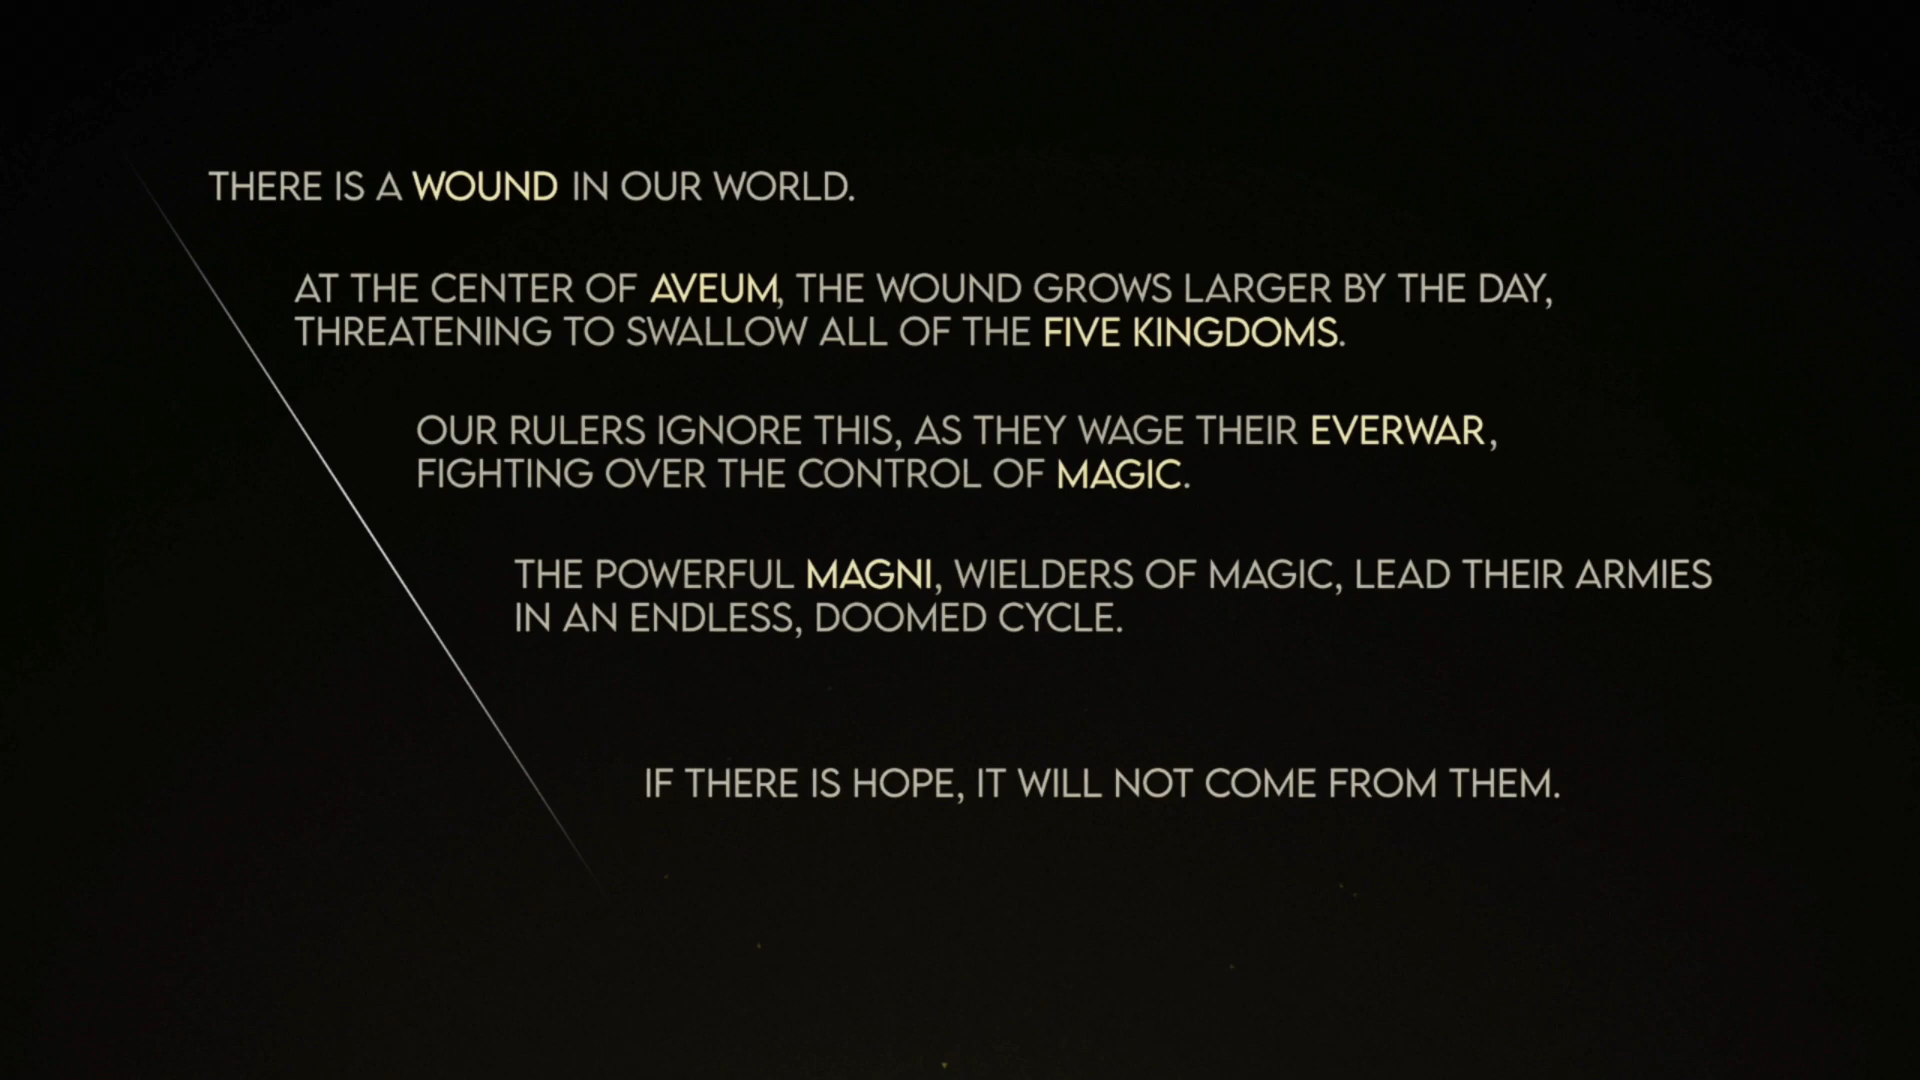 THERE IS A WOUND IN OUR WORLD.
AT THE CENTER OF AVEUM, THE WOUND GROWS LARGER BY THE DAY,
THREATENING TO SWALLOW ALL OF THE FIVE KINGDOMS.
OUR RULERS IGNORE THIS, AS THEY WAGE THEIR EVERWAR,
FIGHTING OVER THE CONTROL OF MAGIC.
THE POWERFUL MAGNI, WIELDERS OF MAGIC, LEAD THEIR ARMIES
IN AN ENDLESS, DOOMED CYCLE.
IF THERE IS HOPE, IT WILL NOT COME FROM THEM.